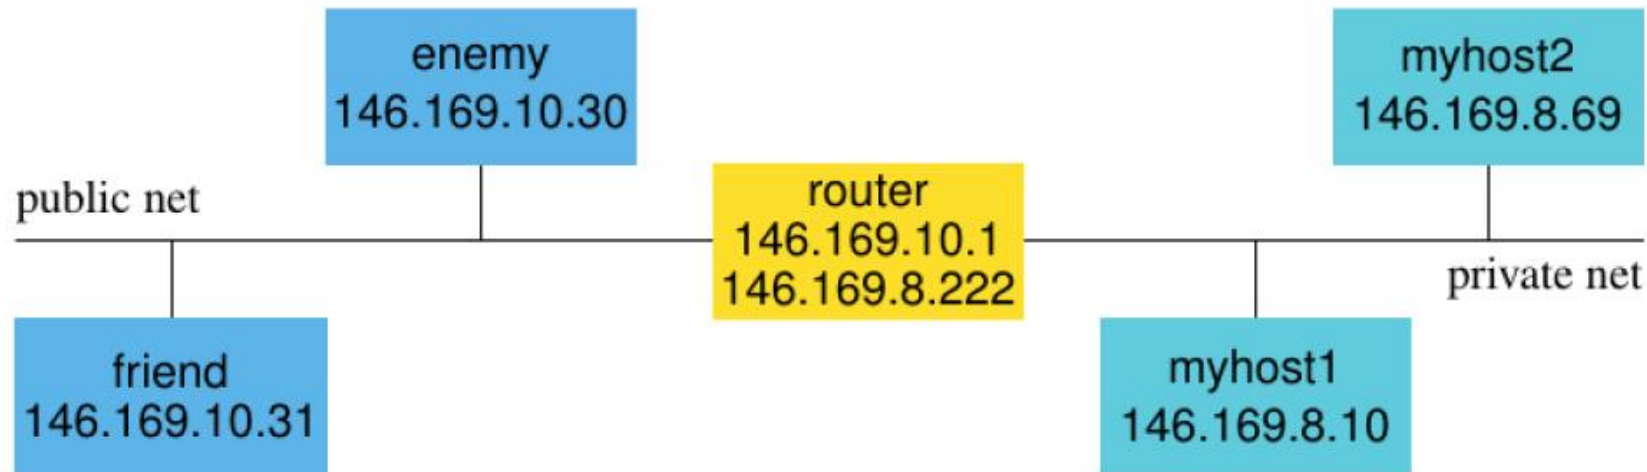 enemy
146.169.10.30
myhost2
146.169.8.69
public net
router
146.169.10.1
146.169.8.222
private net
friend
146.169.10.31
myhost1
146.169.8.10